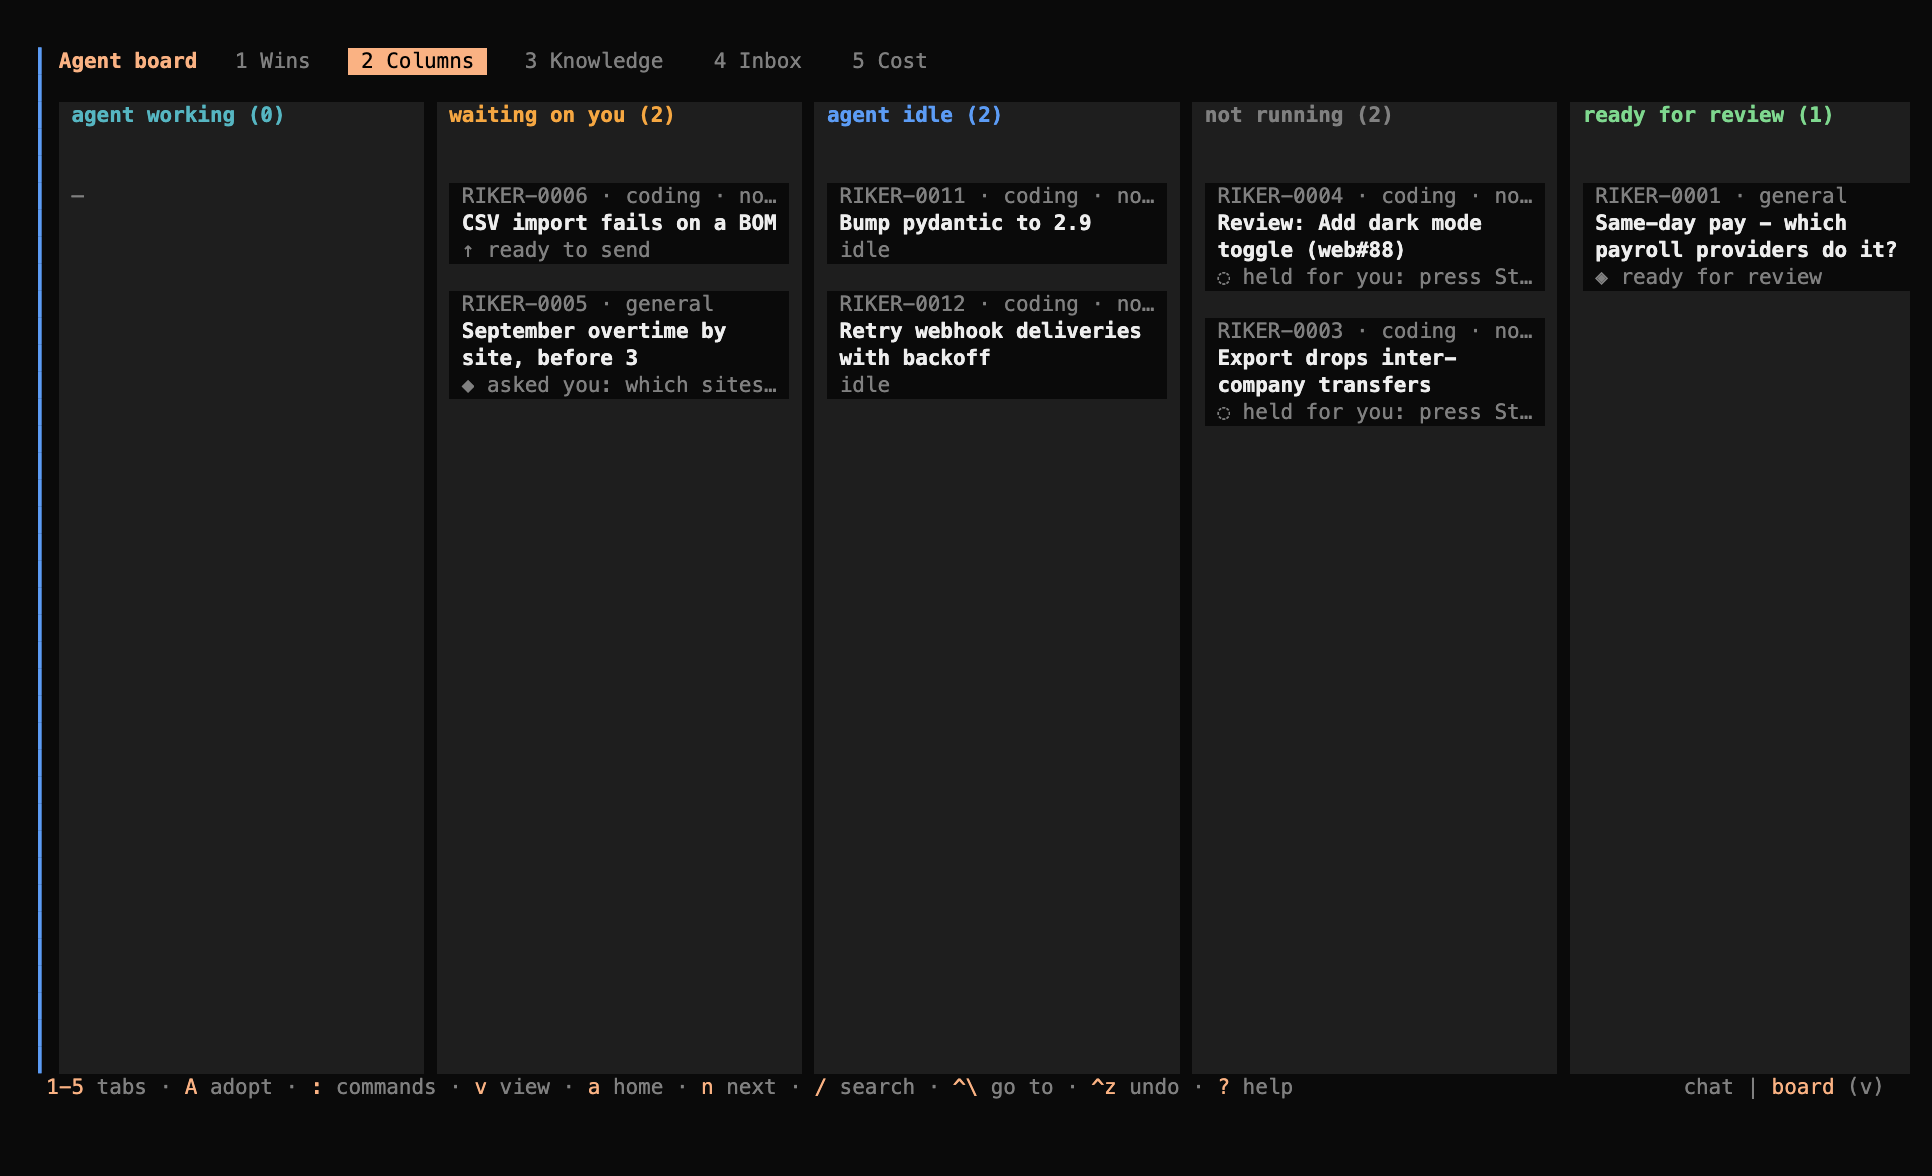 Agent board 1 Wins 2 Columns 3 Knowledge 4 Inbox 5 Cost
agent working (0)
—
waiting on you (2)
RIKER-0006 · coding · no…
CSV import fails on a BOM
↑ ready to send
RIKER-0005 · general
September overtime by
site, before 3
◆ asked you: which sites…
agent idle (2)
RIKER-0011 · coding · no…
Bump pydantic to 2.9
idle
RIKER-0012 · coding · no…
Retry webhook deliveries
with backoff
idle
not running (2)
RIKER-0004 · coding · no…
Review: Add dark mode
toggle (web#88)
◌ held for you: press St…
RIKER-0003 · coding · no…
Export drops inter-
company transfers
◌ held for you: press St…
ready for review (1)
RIKER-0001 · general
Same-day pay - which
payroll providers do it?
◈ ready for review
1-5 tabs · A adopt · : commands · v view · a home · n next · / search · ^\ go to · ^z undo · ? help chat | board (v)